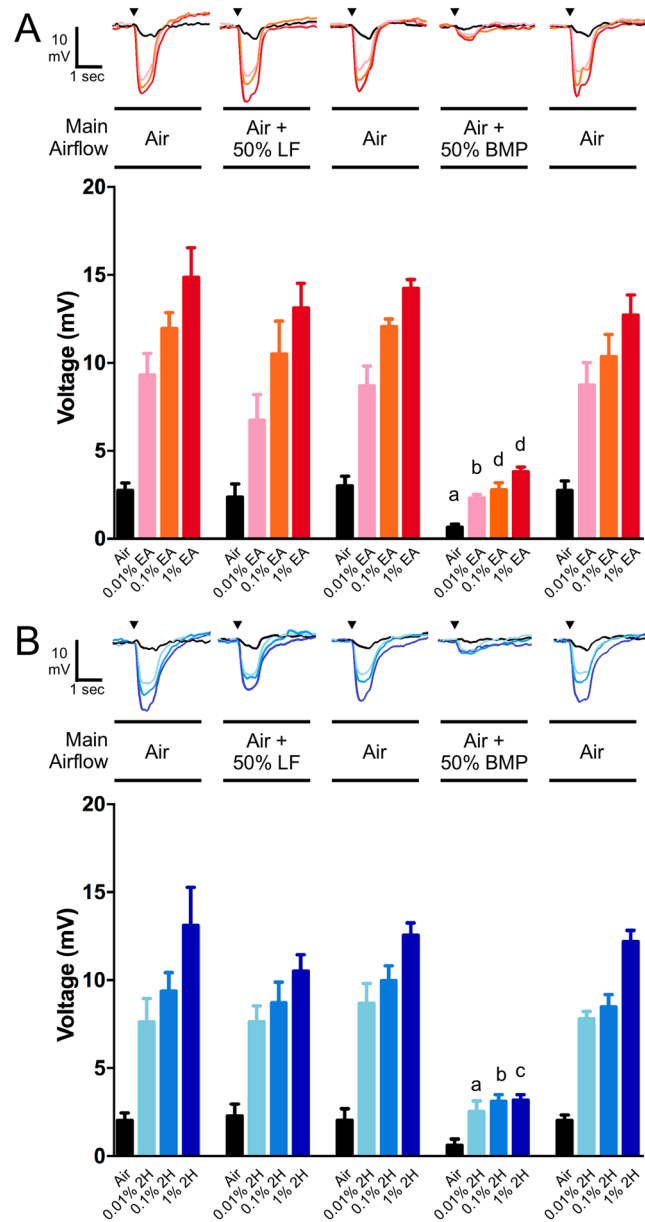 A
10
mV
1 sec
Main
Airflow
Air
Air +
50% LF
Air
Air +
50% BMP
Air
20
15
10
5
0
Voltage (mV)
a
b
d
d
Air
0.01% EA
0.1% EA
1% EA
Air
0.01% EA
0.1% EA
1% EA
Air
0.01% EA
0.1% EA
1% EA
Air
0.01% EA
0.1% EA
1% EA
Air
0.01% EA
0.1% EA
1% EA
B
10
mV
1 sec
Main
Airflow
Air
Air +
50% LF
Air
Air +
50% BMP
Air
20
15
10
5
0
Voltage (mV)
a
b
c
Air
0.01% 2H
0.1% 2H
1% 2H
Air
0.01% 2H
0.1% 2H
1% 2H
Air
0.01% 2H
0.1% 2H
1% 2H
Air
0.01% 2H
0.1% 2H
1% 2H
Air
0.01% 2H
0.1% 2H
1% 2H